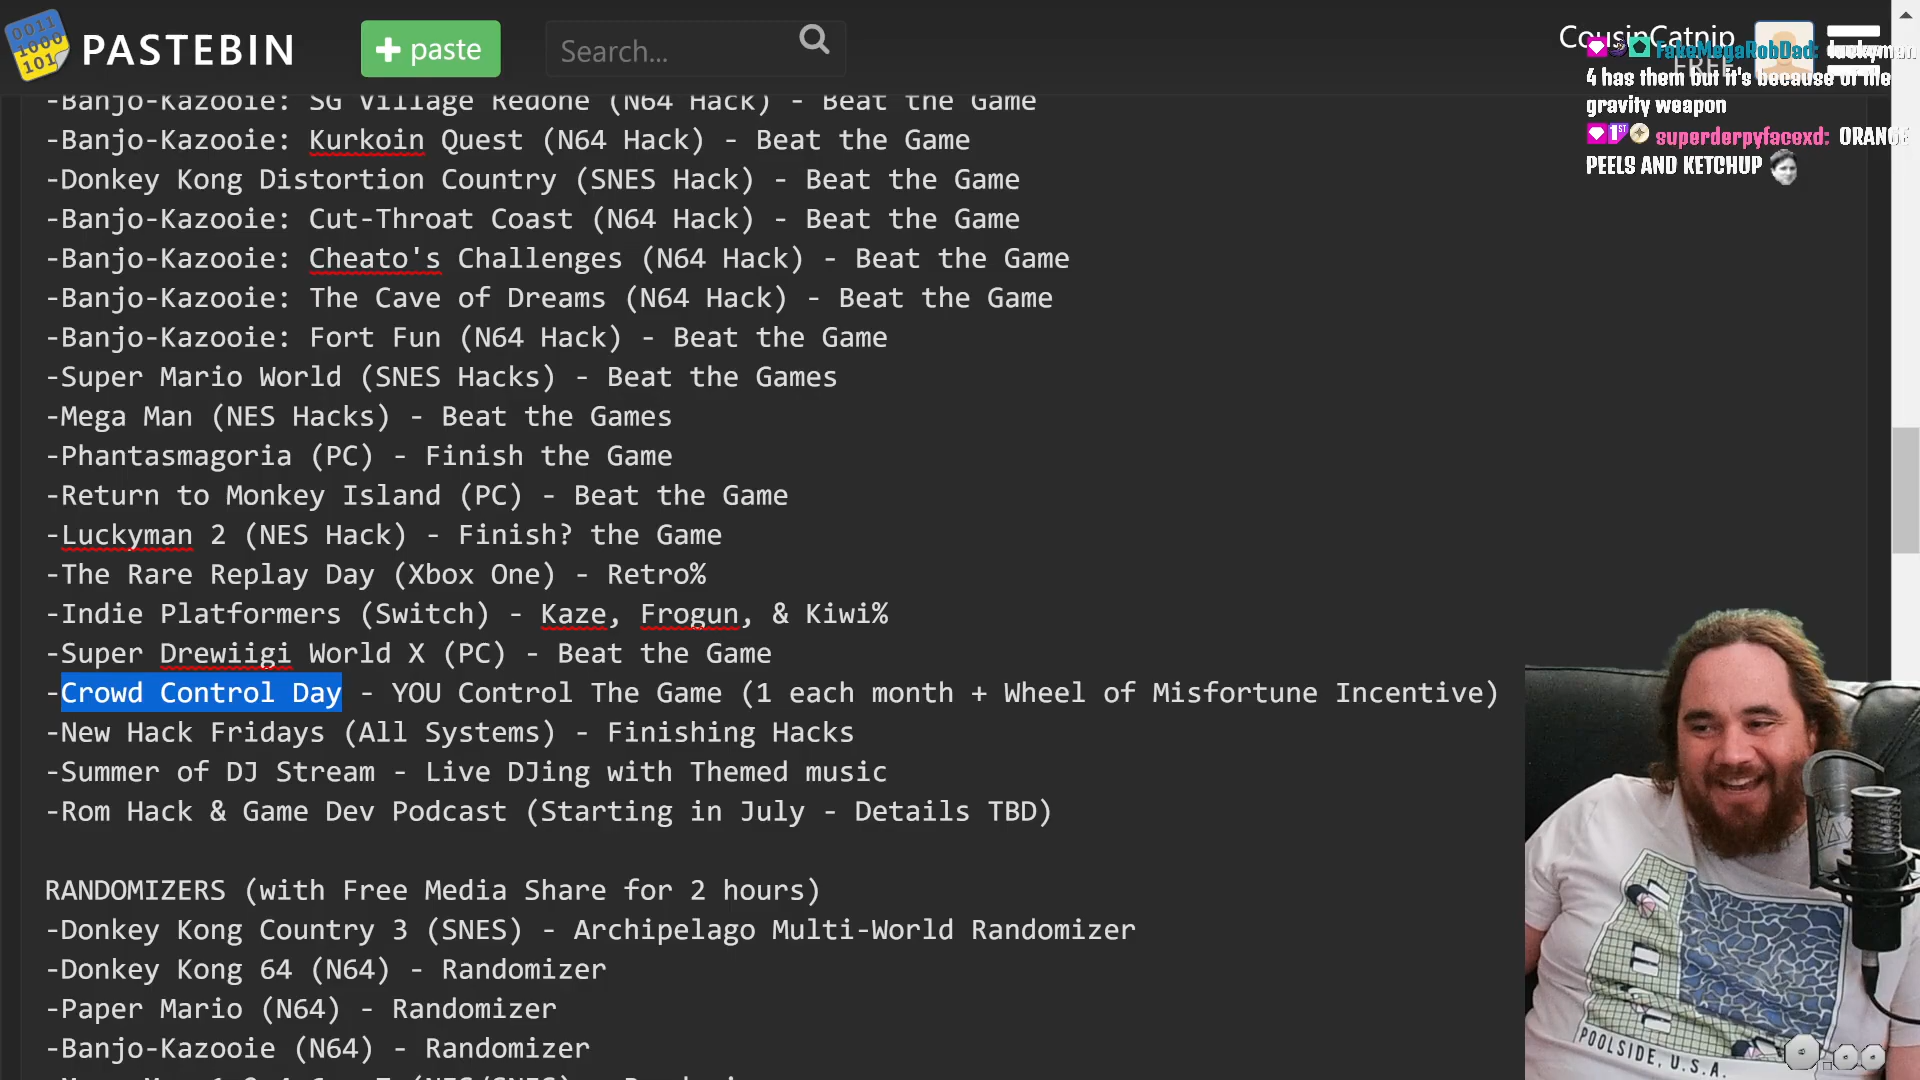 PASTEBIN
+ paste
Search...
CousinCatnip
FREE
FakeMegaRobDad: luckyman
4 has them but it's because of the
gravity weapon
superderpyfacexd: ORANGE
PEELS AND KETCHUP
-Banjo-Kazooie: SG Village Redone (N64 Hack) - Beat the Game
-Banjo-Kazooie: Kurkoin Quest (N64 Hack) - Beat the Game
-Donkey Kong Distortion Country (SNES Hack) - Beat the Game
-Banjo-Kazooie: Cut-Throat Coast (N64 Hack) - Beat the Game
-Banjo-Kazooie: Cheato's Challenges (N64 Hack) - Beat the Game
-Banjo-Kazooie: The Cave of Dreams (N64 Hack) - Beat the Game
-Banjo-Kazooie: Fort Fun (N64 Hack) - Beat the Game
-Super Mario World (SNES Hacks) - Beat the Games
-Mega Man (NES Hacks) - Beat the Games
-Phantasmagoria (PC) - Finish the Game
-Return to Monkey Island (PC) - Beat the Game
-Luckyman 2 (NES Hack) - Finish? the Game
-The Rare Replay Day (Xbox One) - Retro%
-Indie Platformers (Switch) - Kaze, Frogun, & Kiwi%
-Super Drewiigi World X (PC) - Beat the Game
-Crowd Control Day - YOU Control The Game (1 each month + Wheel of Misfortune Incentive)
-New Hack Fridays (All Systems) - Finishing Hacks
-Summer of DJ Stream - Live DJing with Themed music
-Rom Hack & Game Dev Podcast (Starting in July - Details TBD)
RANDOMIZERS (with Free Media Share for 2 hours)
-Donkey Kong Country 3 (SNES) - Archipelago Multi-World Randomizer
-Donkey Kong 64 (N64) - Randomizer
-Paper Mario (N64) - Randomizer
-Banjo-Kazooie (N64) - Randomizer
POOLSIDE, U.S.A.
0.00